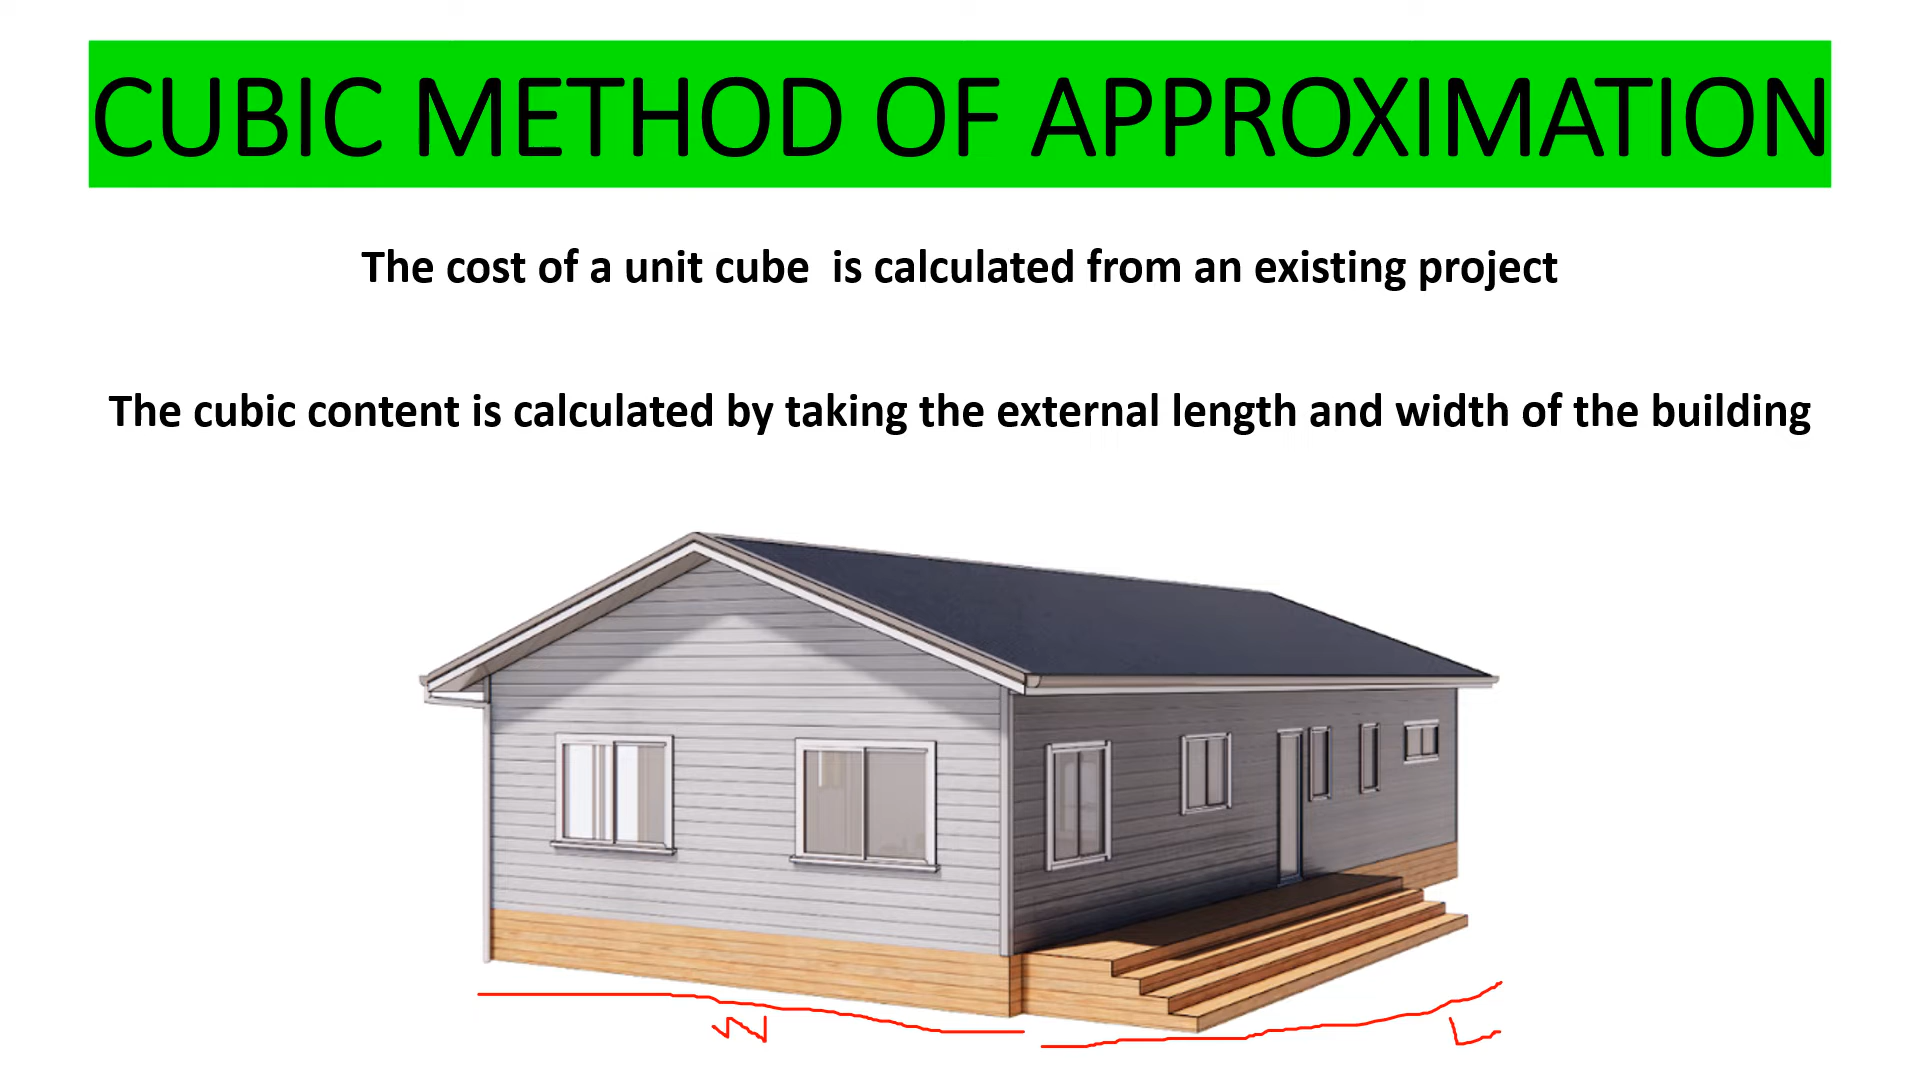 CUBIC METHOD OF APPROXIMATION
The cost of a unit cube  is calculated from an existing project
The cubic content is calculated by taking the external length and width of the building
W
L